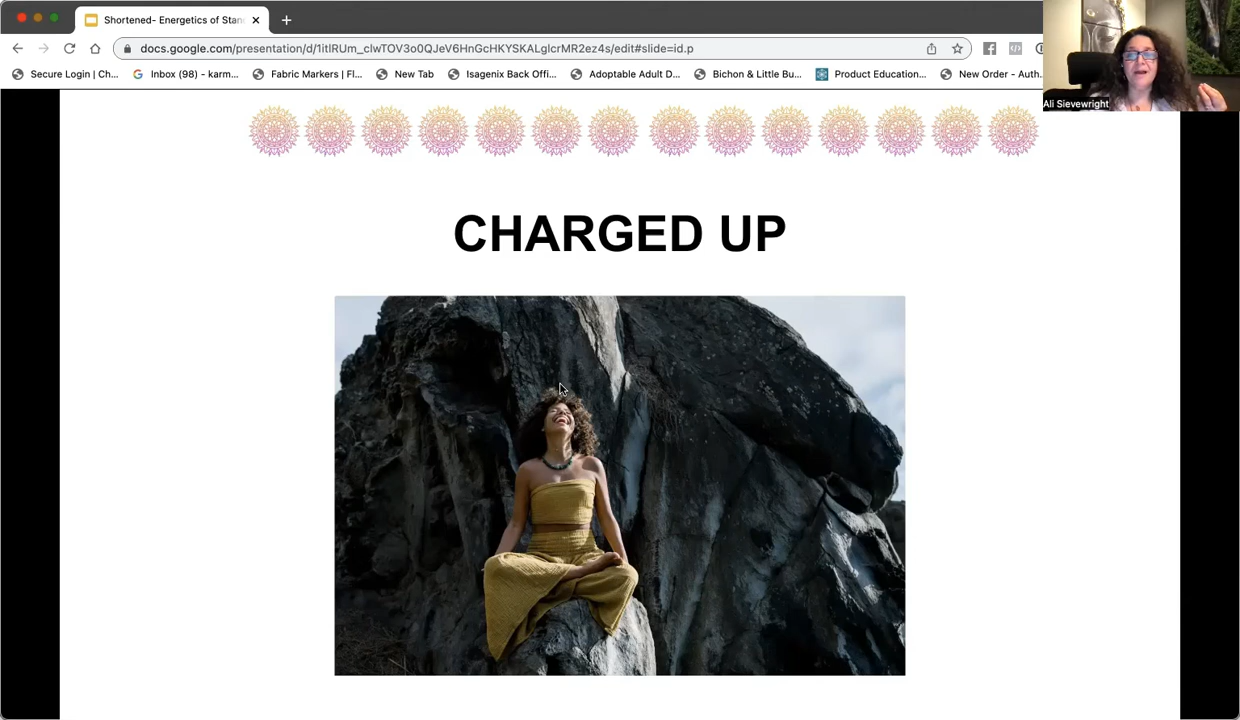 Shortened- Energetics of Stan
docs.google.com/presentation/d/1itlRUm_clwTOV3o0QJeV6HnGcHKYSKALglcrMR2ez4s/edit#slide=id.p
Secure Login | Ch... Inbox (98) - karm... Fabric Markers | Fl... New Tab Isagenix Back Offi... Adoptable Adult D... Bichon & Little Bu... Product Education... New Order - Auth...
Ali Sievewright
CHARGED UP